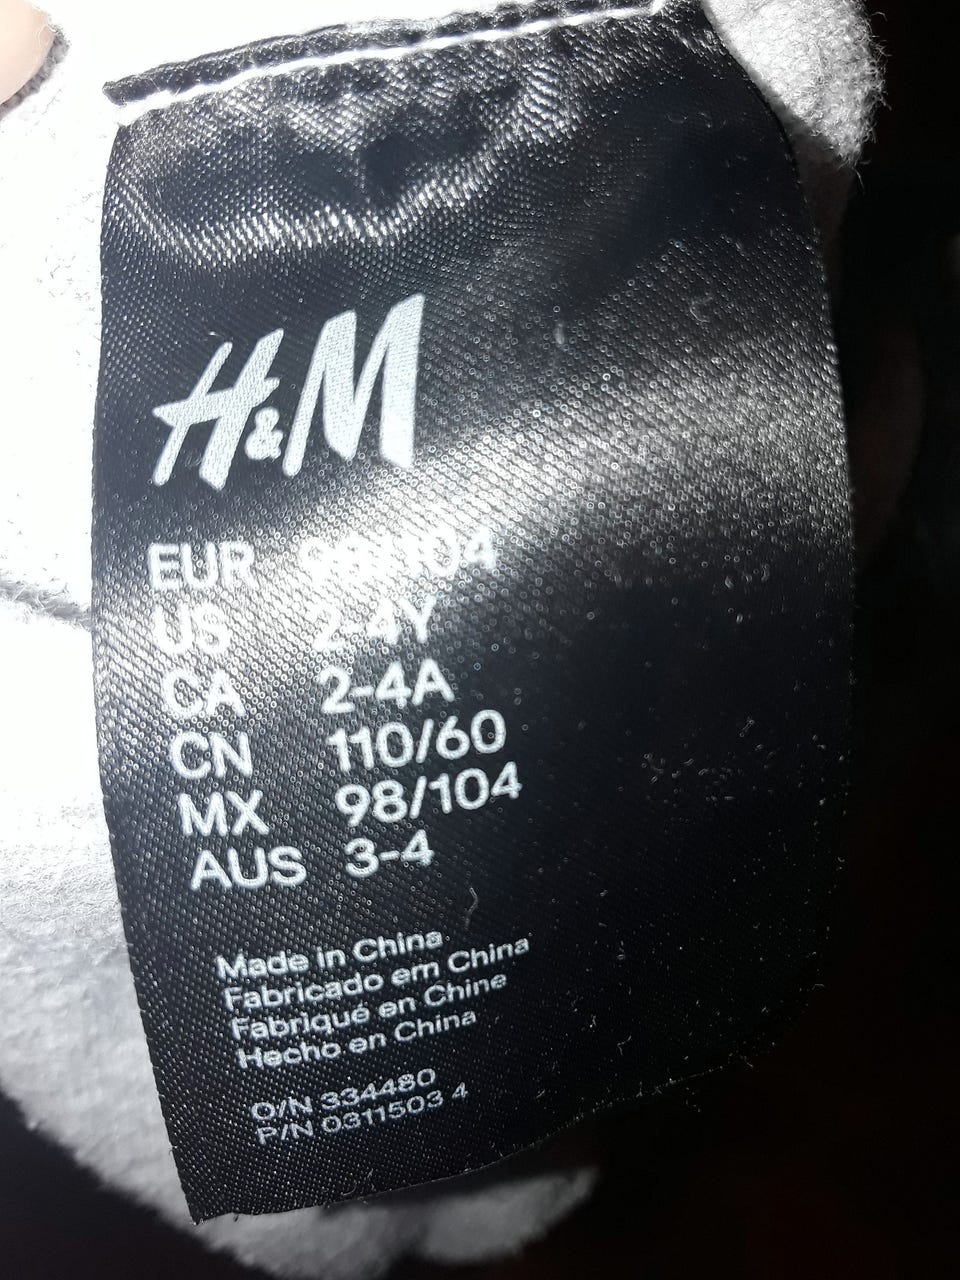 H&M
EUR 98/104
US 2-4Y
CA 2-4A
CN 110/60
MX 98/104
AUS 3-4
Made in China
Fabricado em China
Fabriqué en Chine
Hecho en China
O/N 334480
P/N 0311503 4